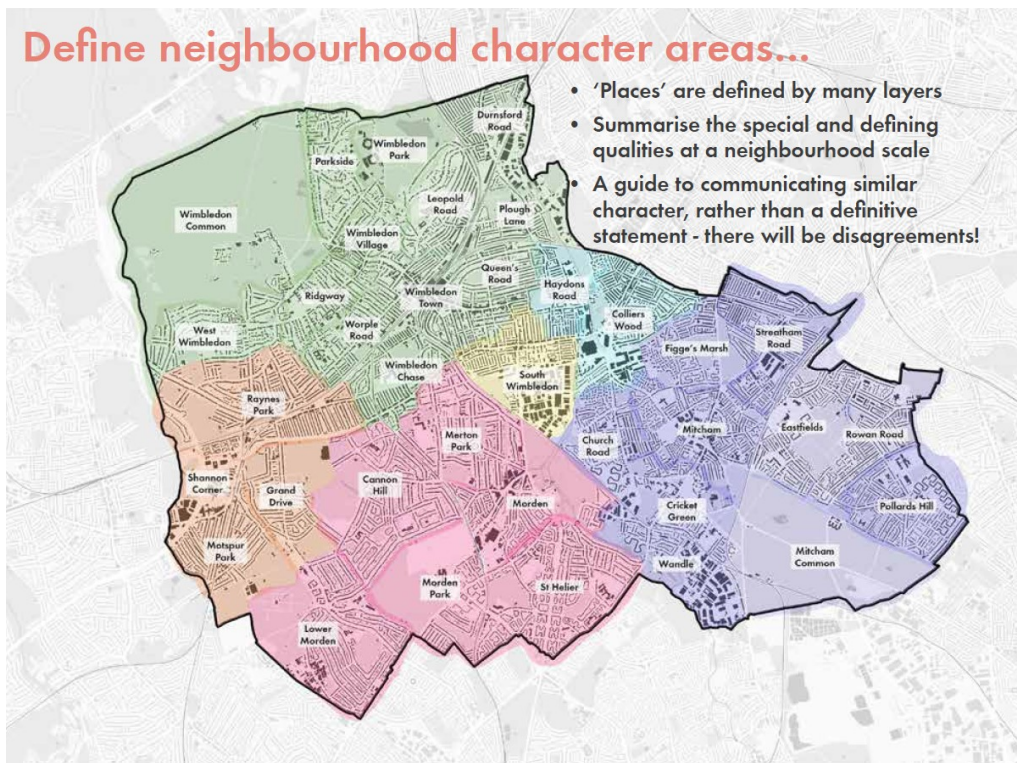 Define neighbourhood character areas...
• ‘Places’ are defined by many layers
• Summarise the special and defining
qualities at a neighbourhood scale
• A guide to communicating similar
character, rather than a definitive
statement - there will be disagreements!
Durnsford
Road
Wimbledon
Park
Parkside
Leopold
Road
Plough
Lane
Wimbledon
Common
Wimbledon
Village
Queen's
Road
Haydons
Road
Ridgway
Wimbledon
Town
Colliers
Wood
West
Wimbledon
Worple
Road
Streatham
Road
Figge's Marsh
Wimbledon
Chase
South
Wimbledon
Raynes
Park
Mitcham
Eastfields
Rowan Road
Merton
Park
Church
Road
Shannon
Corner
Grand
Drive
Cannon
Hill
Morden
Cricket
Green
Pollards Hill
Motspur
Park
Mitcham
Common
Wandle
Morden
Park
St Helier
Lower
Morden